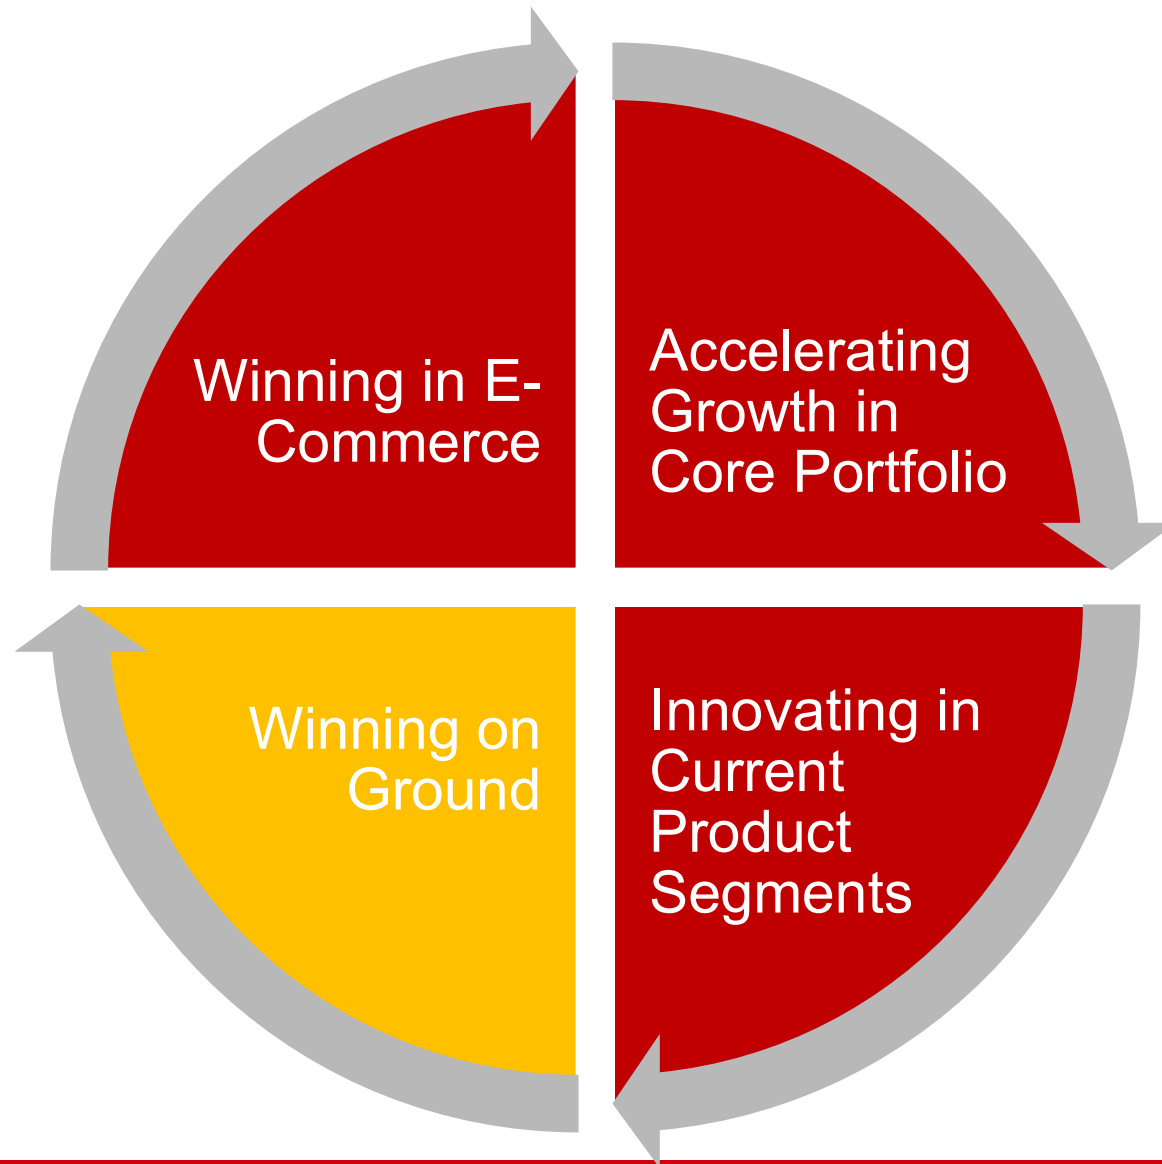 Winning in E-
Commerce
Accelerating
Growth in
Core Portfolio
Winning on
Ground
Innovating in
Current
Product
Segments